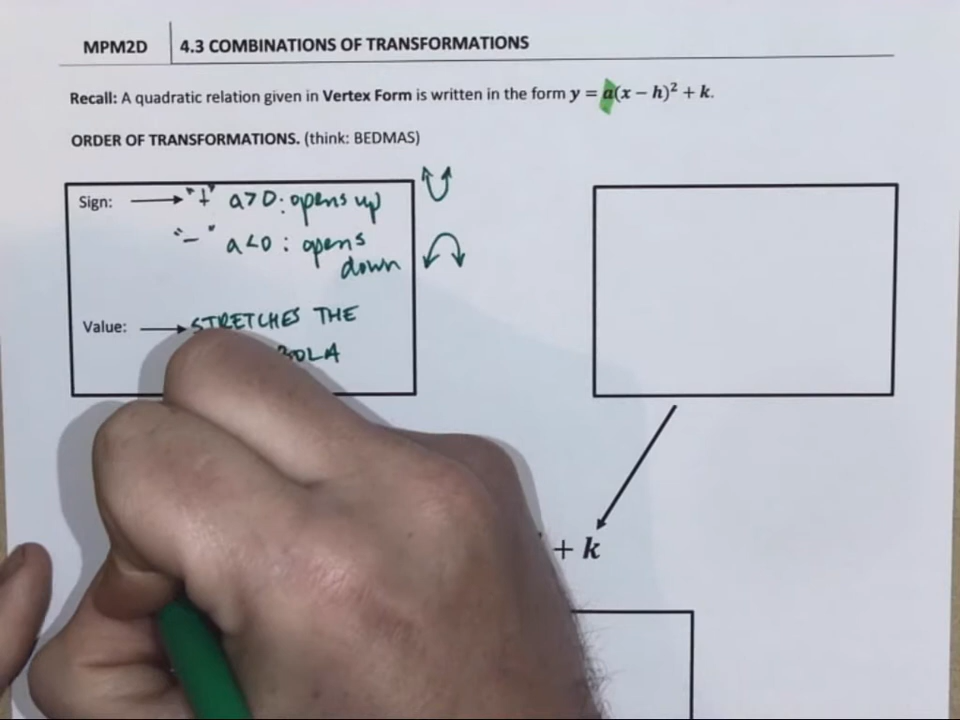 MPM2D 4.3 COMBINATIONS OF TRANSFORMATIONS
Recall: A quadratic relation given in Vertex Form is written in the form y = a(x − h)² + k.
ORDER OF TRANSFORMATIONS. (think: BEDMAS)
Sign: "+" a>0: opens up
"−" a<0: opens
down
Value: STRETCHES THE
BOLA
+ k